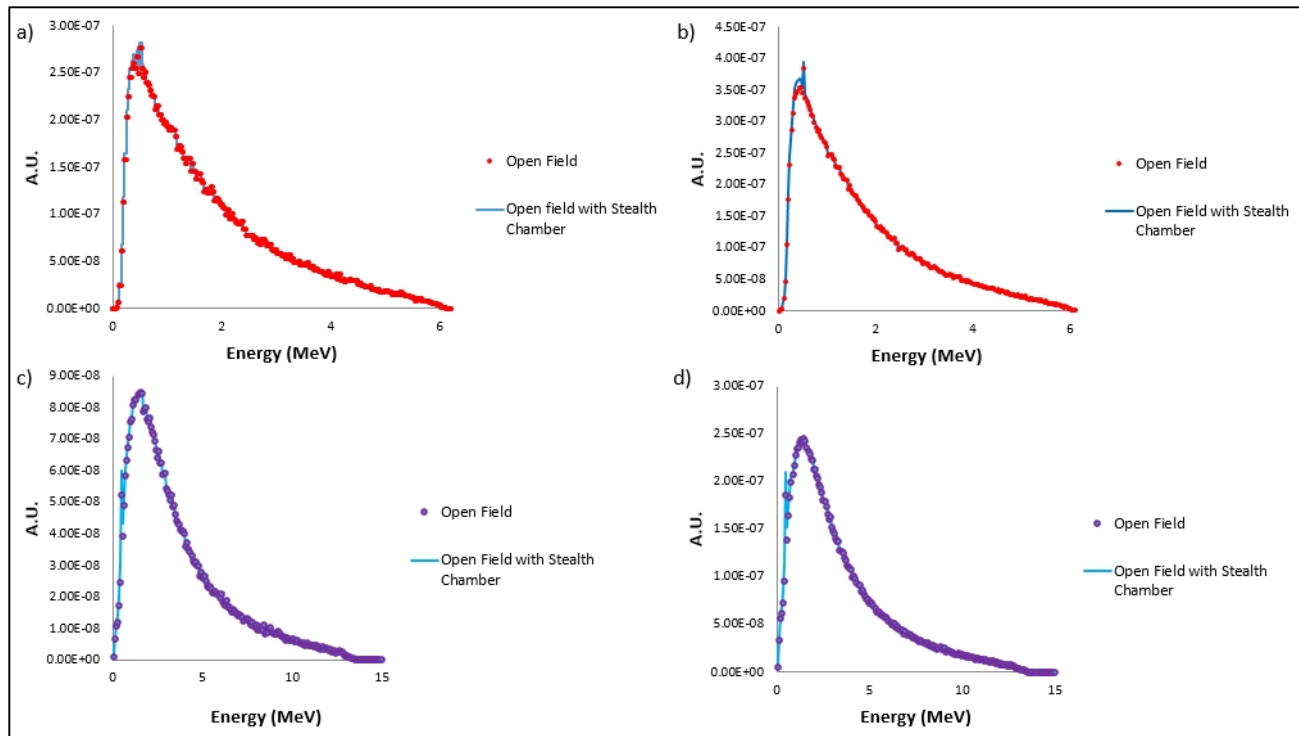 a)
3.00E-07
2.50E-07
2.00E-07
1.50E-07
1.00E-07
5.00E-08
0.00E+00
A.U.
0 2 4 6
Energy (MeV)
Open Field
Open field with Stealth
Chamber
b)
4.50E-07
4.00E-07
3.50E-07
3.00E-07
2.50E-07
2.00E-07
1.50E-07
1.00E-07
5.00E-08
0.00E+00
A.U.
0 2 4 6
Energy (MeV)
Open Field
Open Field with Stealth
Chamber
c)
9.00E-08
8.00E-08
7.00E-08
6.00E-08
5.00E-08
4.00E-08
3.00E-08
2.00E-08
1.00E-08
0.00E+00
A.U.
0 5 10 15
Energy (MeV)
Open Field
Open Field with Stealth
Chamber
d)
3.00E-07
2.50E-07
2.00E-07
1.50E-07
1.00E-07
5.00E-08
0.00E+00
A.U.
0 5 10 15
Energy (MeV)
Open Field
Open Field with Stealth
Chamber